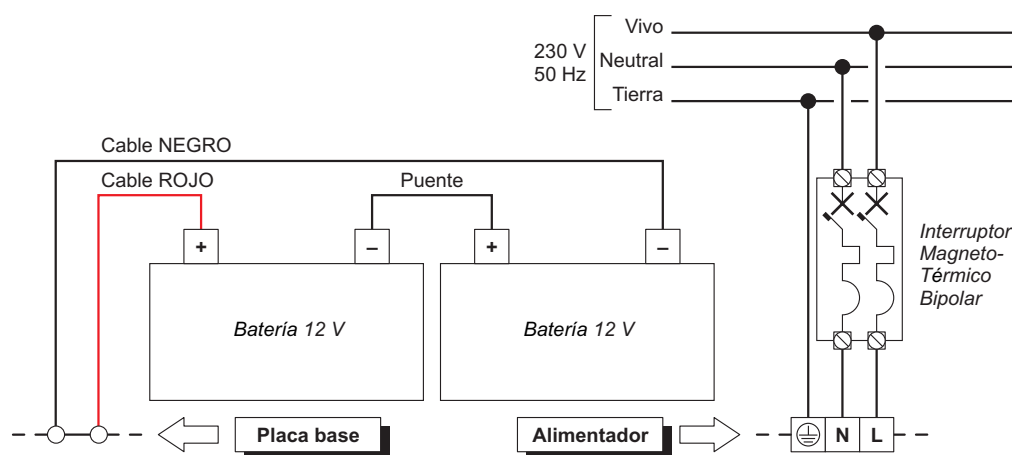 Vivo
230 V
50 Hz
Neutral
Tierra
Cable NEGRO
Cable ROJO
Puente
+
–
+
–
Batería 12 V
Batería 12 V
Interruptor
Magneto-
Térmico
Bipolar
Placa base
Alimentador
N
L